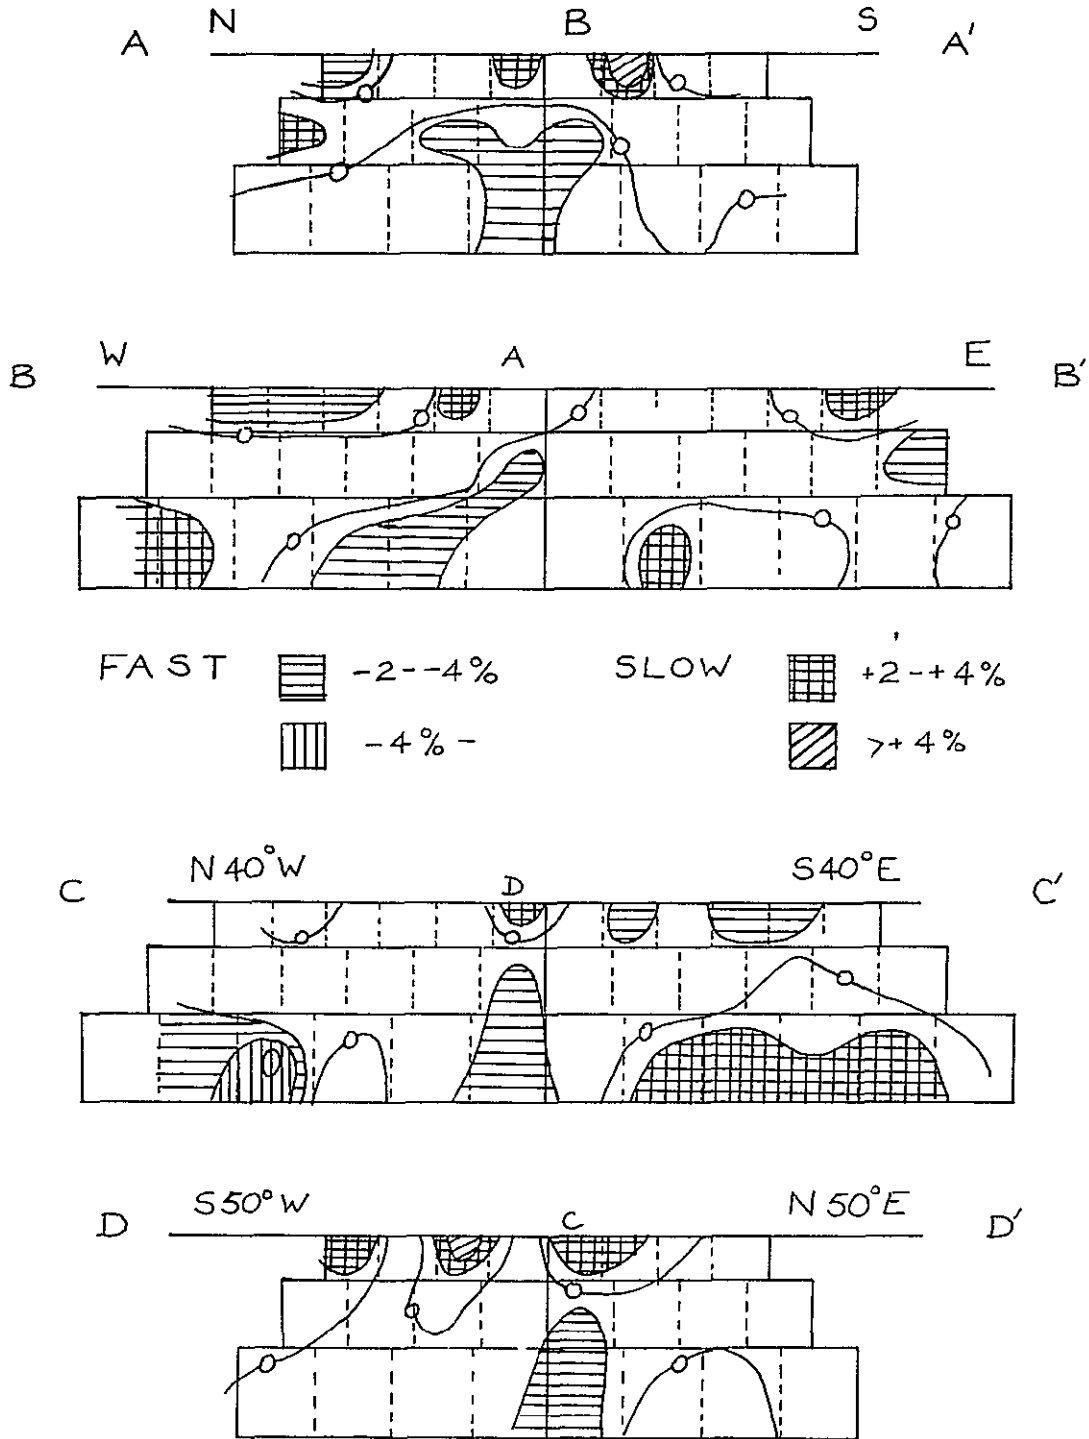 A N B S A'
B W A E B'
FAST -2--4% SLOW +2-+4%
-4%- >+4%
C N40°W D S40°E C'
D S50°W C N50°E D'